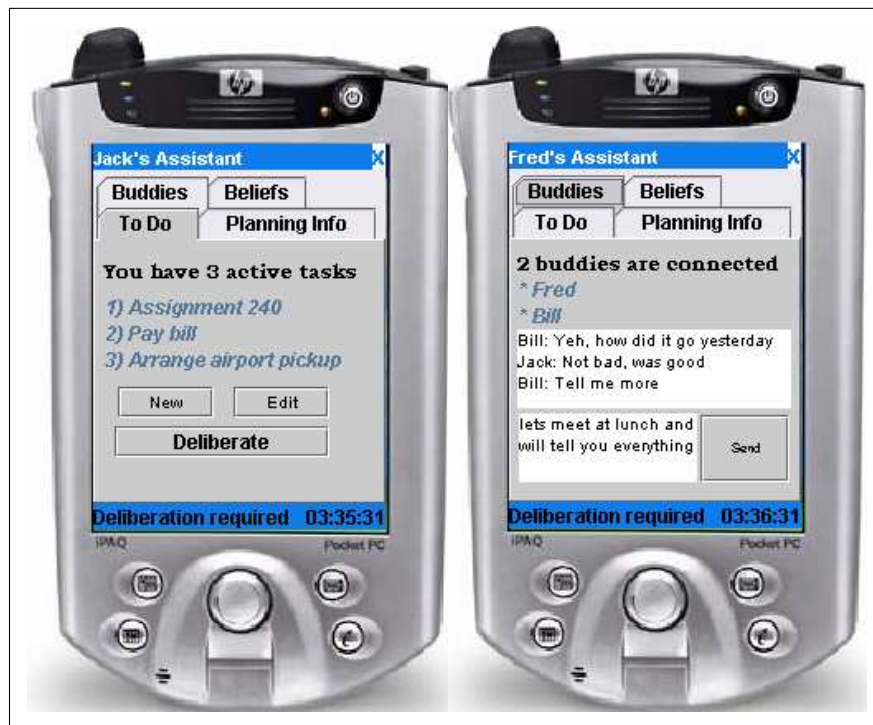 hp
Jack's Assistant X
Buddies Beliefs
To Do Planning Info
You have 3 active tasks
1) Assignment 240
2) Pay bill
3) Arrange airport pickup
New Edit
Deliberate
Deliberation required 03:35:31
iPAQ Pocket PC
hp
Fred's Assistant X
Buddies Beliefs
To Do Planning Info
2 buddies are connected
* Fred
* Bill
Bill: Yeh, how did it go yesterday
Jack: Not bad, was good
Bill: Tell me more
lets meet at lunch and
will tell you everything
Send
Deliberation required 03:36:31
iPAQ Pocket PC